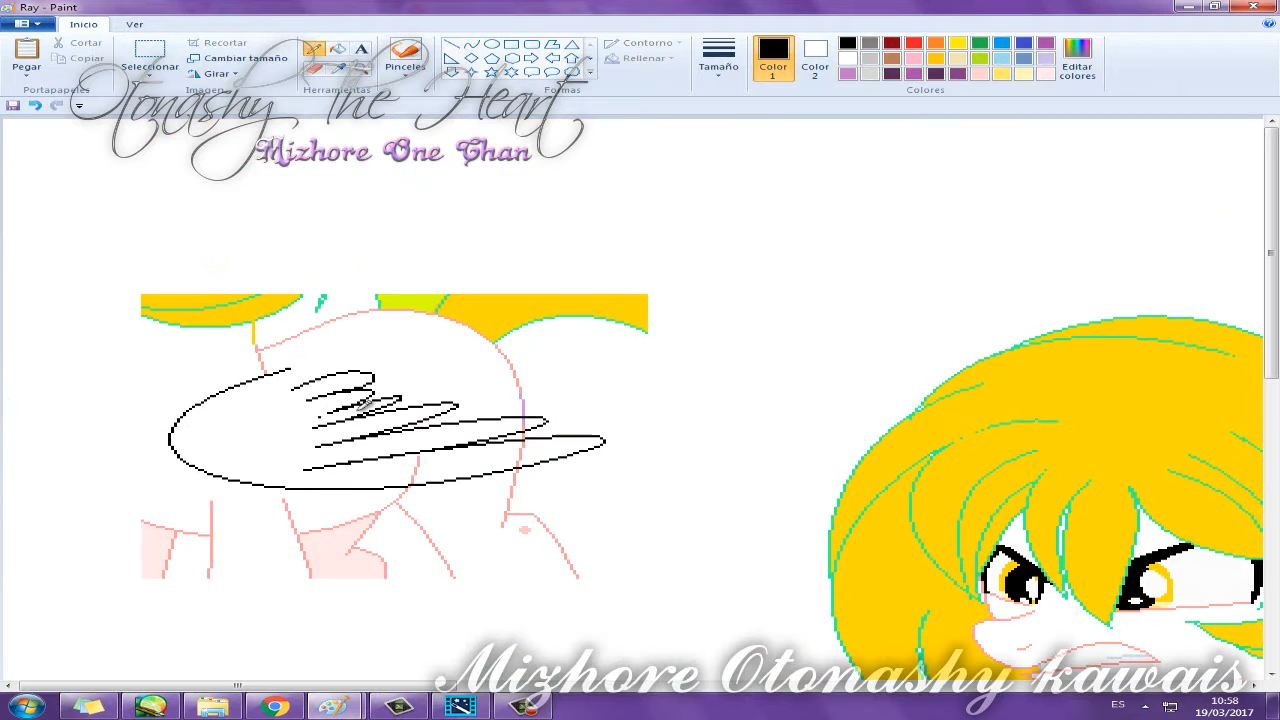 Ray - Paint
Inicio
Ver
Pegar
Cortar
Copiar
Portapapeles
Seleccionar
Recortar
Cambiar tamaño
Girar
Imagen
A
Herramientas
Pinceles
Formas
Contorno
Rellenar
Tamaño
Color 1
Color 2
Editar colores
Colores
Otonashy The Heart
Mizhore One Chan
Mizhore Otonashy kawais
ES
10:58
19/03/2017